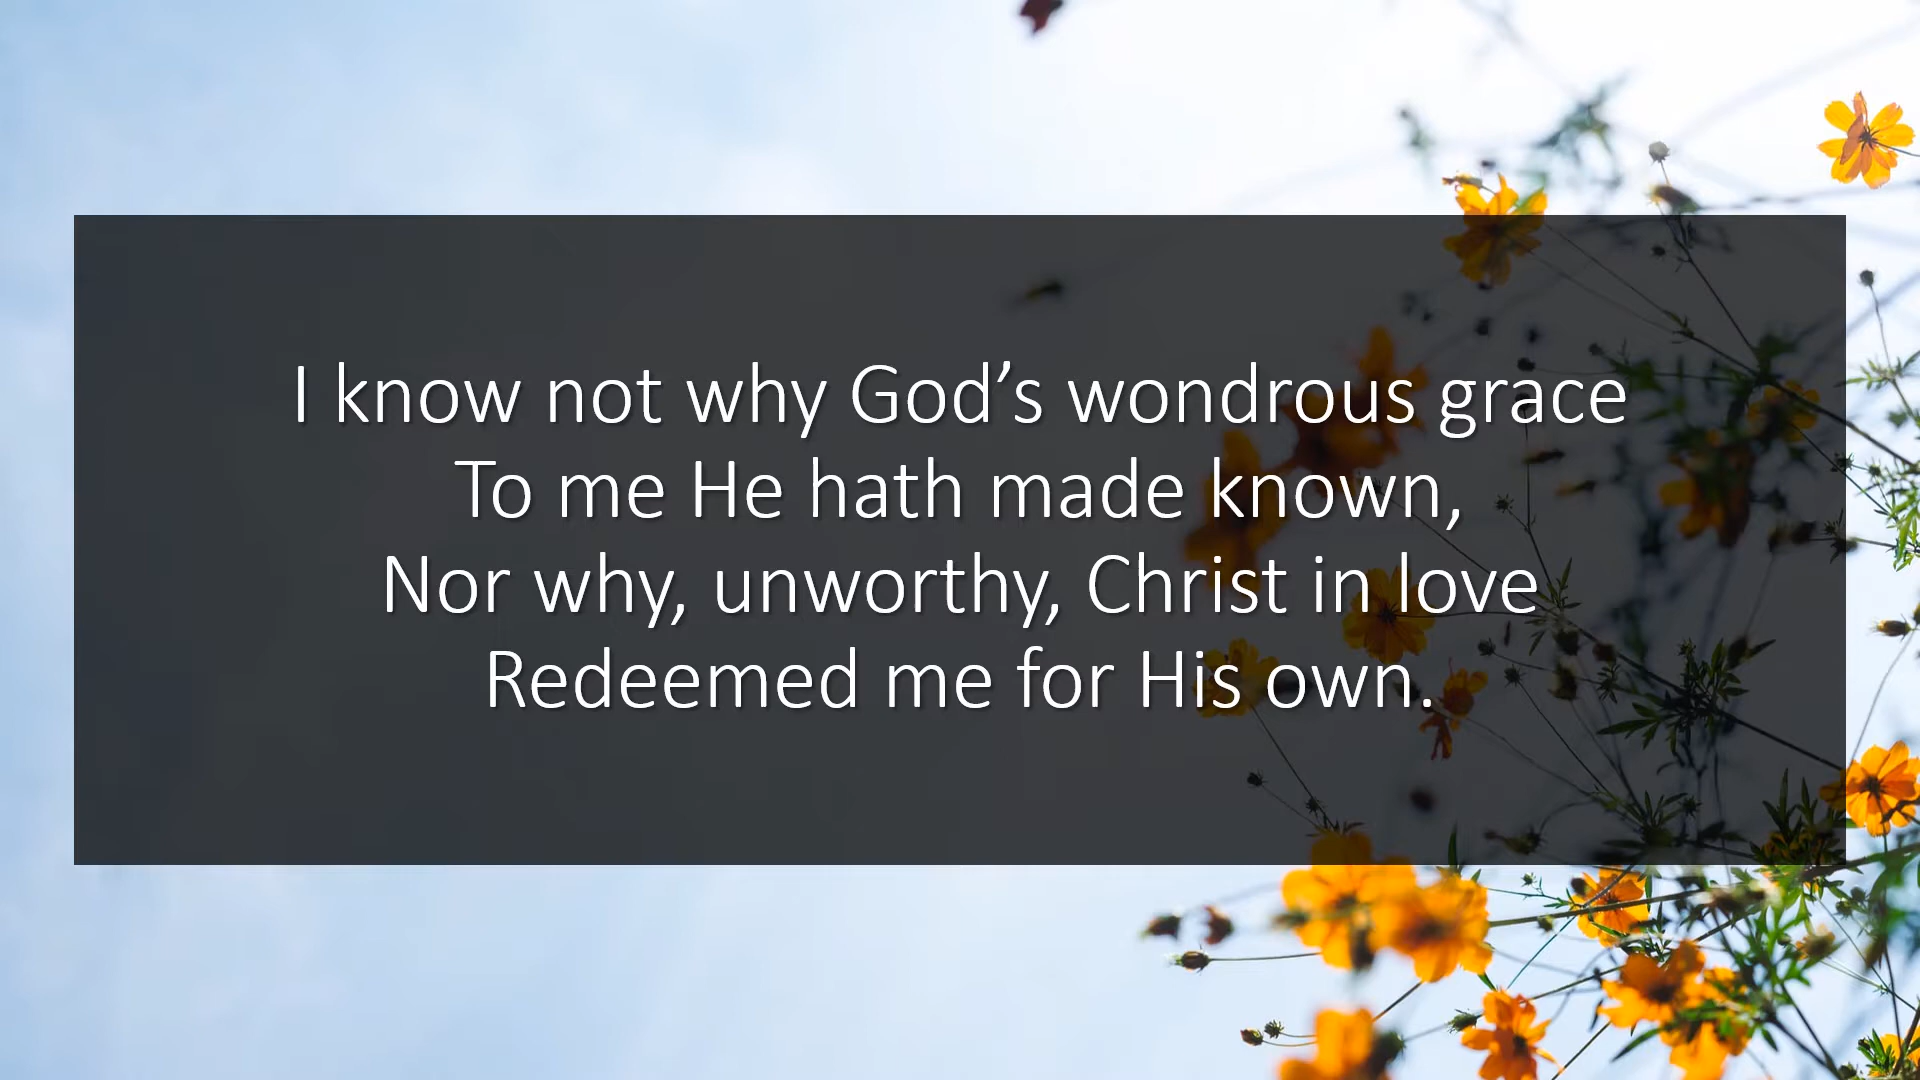 I know not why God’s wondrous grace
To me He hath made known,
Nor why, unworthy, Christ in love
Redeemed me for His own.